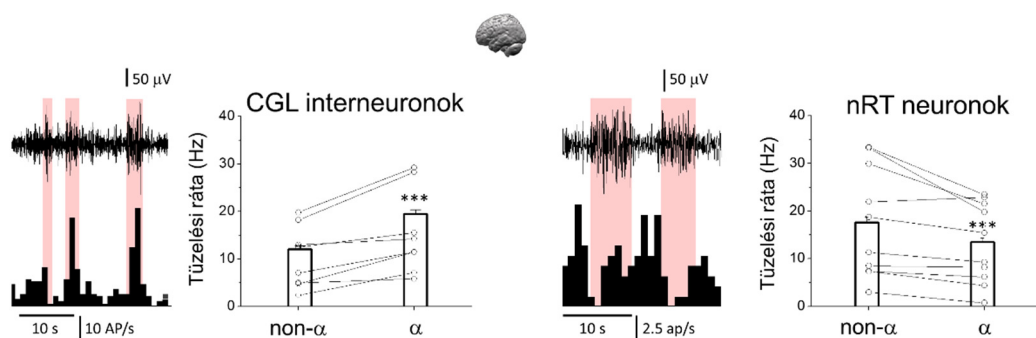 50 µV
CGL interneuronok
Tüzelési ráta (Hz)
40
30
20
10
0
***
non-α
α
10 s
10 AP/s
50 µV
nRT neuronok
Tüzelési ráta (Hz)
40
30
20
10
0
***
non-α
α
10 s
2.5 ap/s